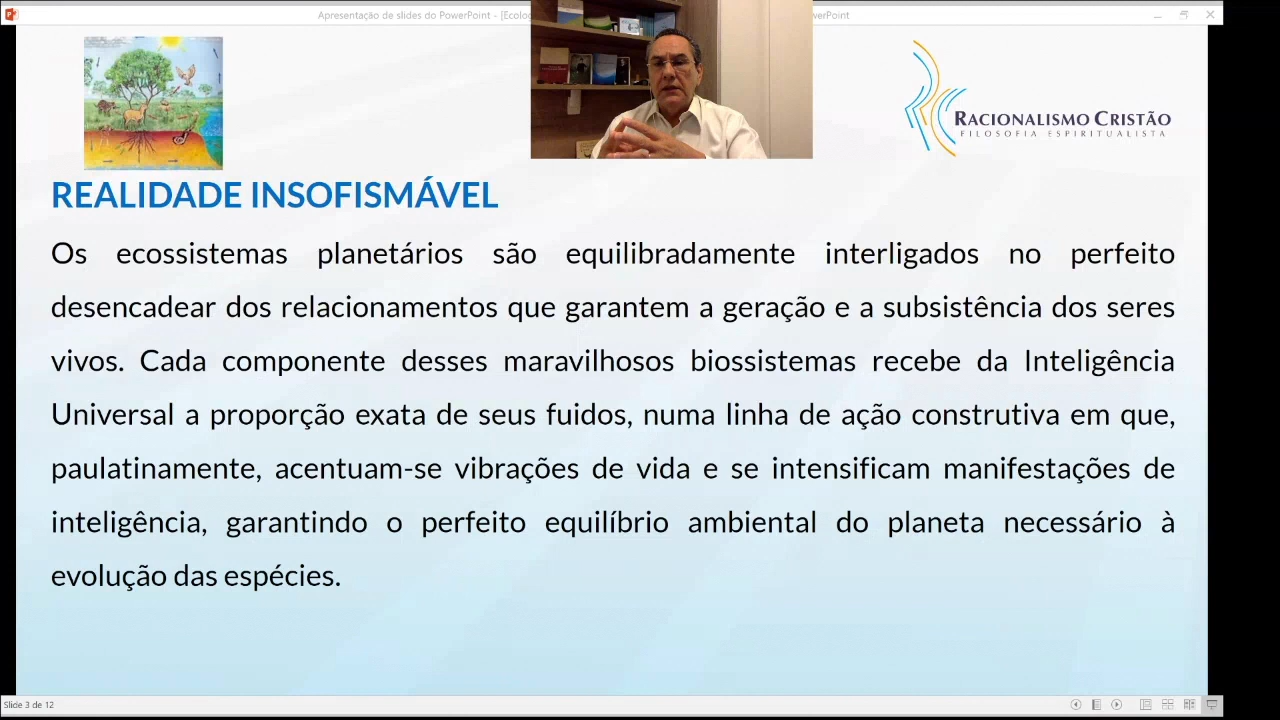 Apresentação de slides do PowerPoint - [Ecolog
erPoint
RACIONALISMO CRISTÃO
FILOSOFIA ESPIRITUALISTA
REALIDADE INSOFISMÁVEL
Os ecossistemas planetários são equilibradamente interligados no perfeito
desencadear dos relacionamentos que garantem a geração e a subsistência dos seres
vivos. Cada componente desses maravilhosos biossistemas recebe da Inteligência
Universal a proporção exata de seus fuidos, numa linha de ação construtiva em que,
paulatinamente, acentuam-se vibrações de vida e se intensificam manifestações de
inteligência, garantindo o perfeito equilíbrio ambiental do planeta necessário à
evolução das espécies.
Slide 3 de 12